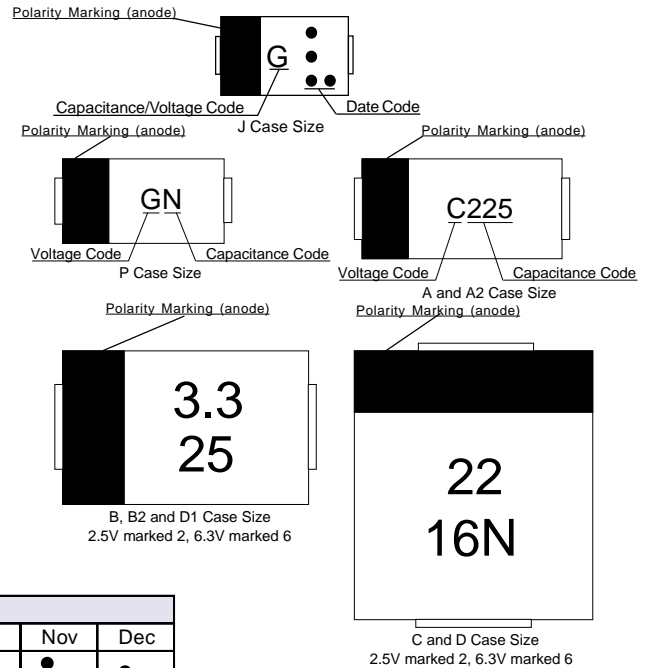 Polarity Marking (anode)
G
Capacitance/Voltage Code
Date Code
J Case Size
Polarity Marking (anode)
GN
Voltage Code
Capacitance Code
P Case Size
Polarity Marking (anode)
C225
Voltage Code
Capacitance Code
A and A2 Case Size
Polarity Marking (anode)
3.3
25
B, B2 and D1 Case Size
2.5V marked 2, 6.3V marked 6
Polarity Marking (anode)
22
16N
C and D Case Size
2.5V marked 2, 6.3V marked 6
Nov Dec